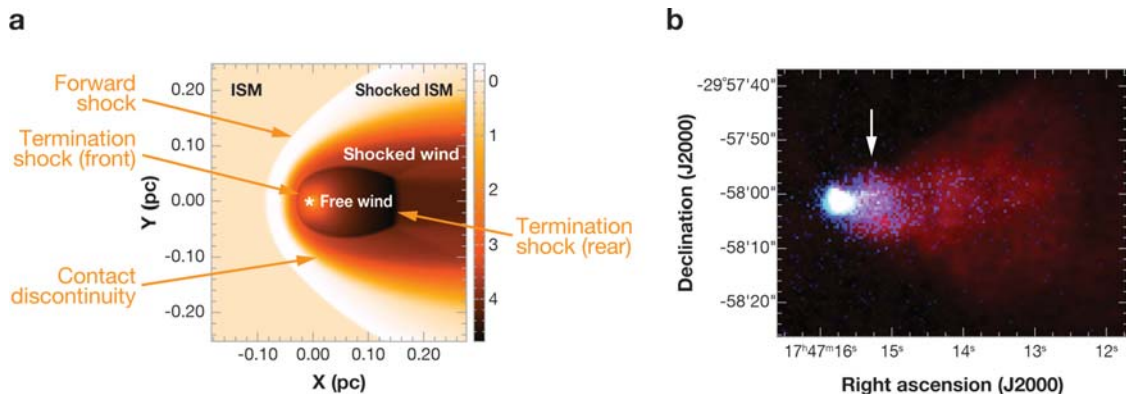 a
b
Forward
shock
ISM
Shocked ISM
Termination
shock (front)
Shocked wind
Free wind
Termination
shock (rear)
Contact
discontinuity
0.20
0.10
0.00
-0.10
-0.20
Y (pc)
-0.10
0.00
0.10
0.20
X (pc)
0
1
2
3
4
-29°57'40"
-57'50"
-58'00"
-58'10"
-58'20"
Declination (J2000)
17ʰ47ᵐ16ˢ
15ˢ
14ˢ
13ˢ
12ˢ
Right ascension (J2000)